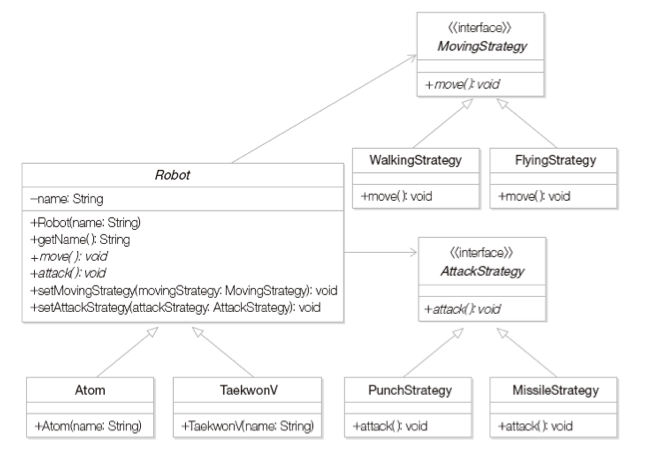 ⟨⟨interface⟩⟩
MovingStrategy
+move(): void
WalkingStrategy
+move(): void
FlyingStrategy
+move(): void
Robot
–name: String
+Robot(name: String)
+getName(): String
+move(): void
+attack(): void
+setMovingStrategy(movingStrategy: MovingStrategy): void
+setAttackStrategy(attackStrategy: AttackStrategy): void
⟨⟨interface⟩⟩
AttackStrategy
+attack(): void
Atom
+Atom(name: String)
TaekwonV
+TaekwonV(name: String)
PunchStrategy
+attack(): void
MissileStrategy
+attack(): void